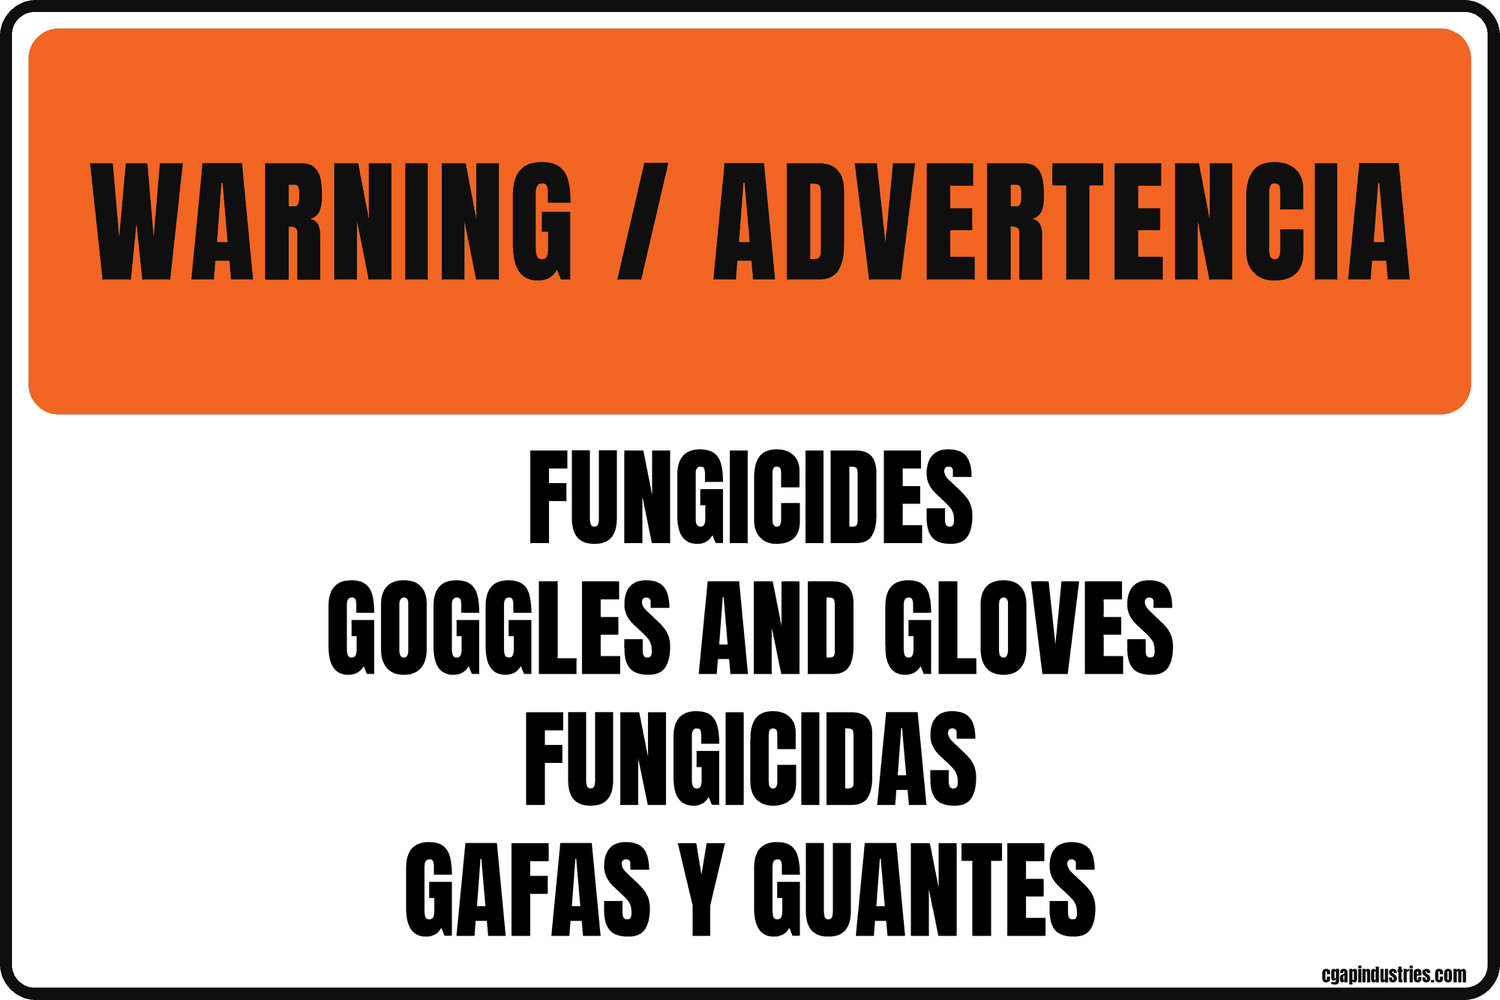 WARNING / ADVERTENCIA
FUNGICIDES
GOGGLES AND GLOVES
FUNGICIDAS
GAFAS Y GUANTES
cgapindustries.com